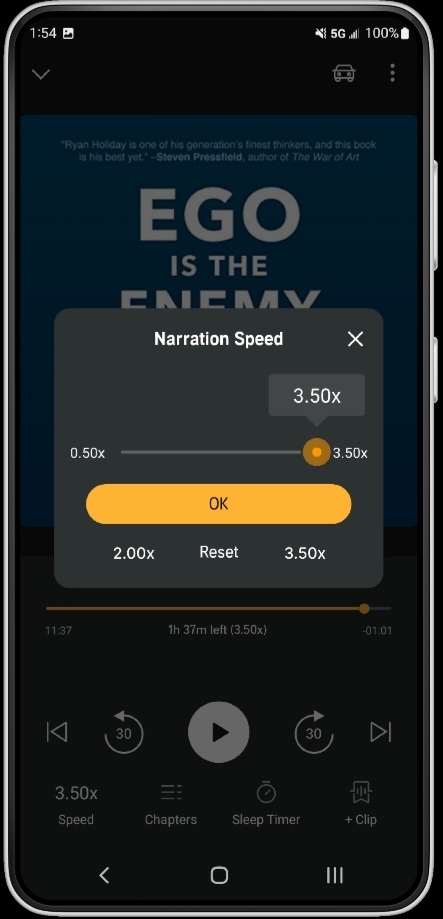 1:54 5G 100%
"Ryan Holiday is one of his generation's finest thinkers, and this book
is his best yet." –Steven Pressfield, author of The War of Art
EGO
IS THE
ENEMY
Narration Speed
3.50x
0.50x 3.50x
OK
2.00x Reset 3.50x
11:37 1h 37m left (3.50x) -01:01
30 30
3.50x
Speed Chapters Sleep Timer + Clip